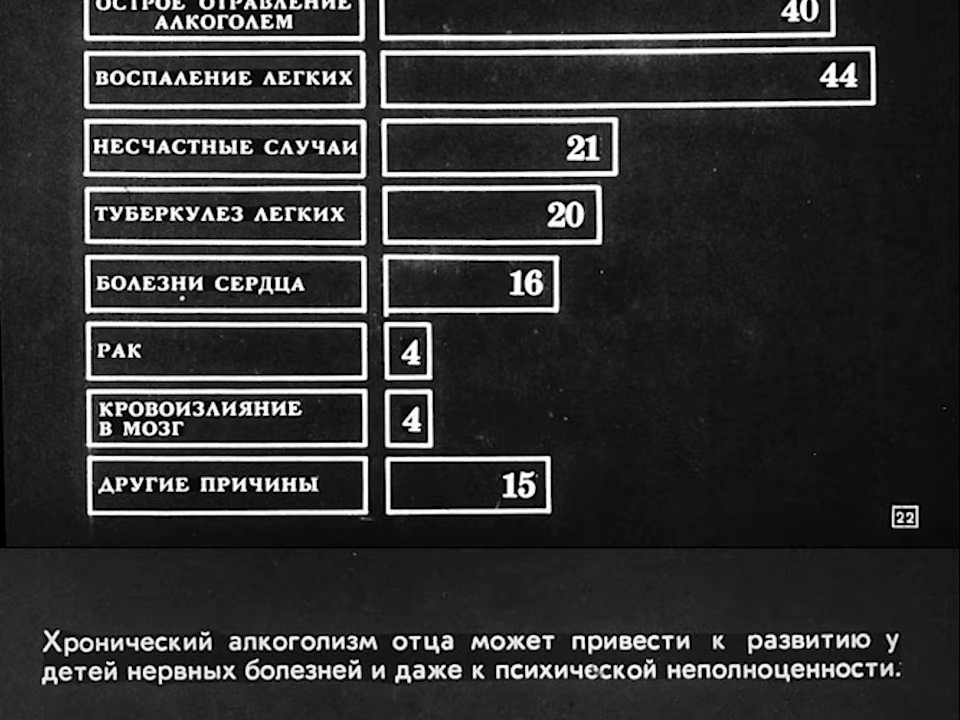 ОСТРОЕ ОТРАВЛЕНИЕ
АЛКОГОЛЕМ
40
ВОСПАЛЕНИЕ ЛЕГКИХ
44
НЕСЧАСТНЫЕ СЛУЧАИ
21
ТУБЕРКУЛЕЗ ЛЕГКИХ
20
БОЛЕЗНИ СЕРДЦА
16
РАК
4
КРОВОИЗЛИЯНИЕ
В МОЗГ
4
ДРУГИЕ ПРИЧИНЫ
15
22
Хронический алкоголизм отца может привести к развитию у
детей нервных болезней и даже к психической неполноценности.